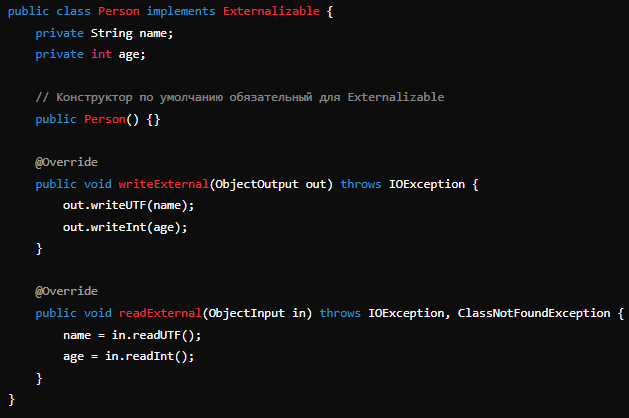 public class Person implements Externalizable {
    private String name;
    private int age;

    // Конструктор по умолчанию обязательный для Externalizable
    public Person() {}

    @Override
    public void writeExternal(ObjectOutput out) throws IOException {
        out.writeUTF(name);
        out.writeInt(age);
    }

    @Override
    public void readExternal(ObjectInput in) throws IOException, ClassNotFoundException {
        name = in.readUTF();
        age = in.readInt();
    }
}